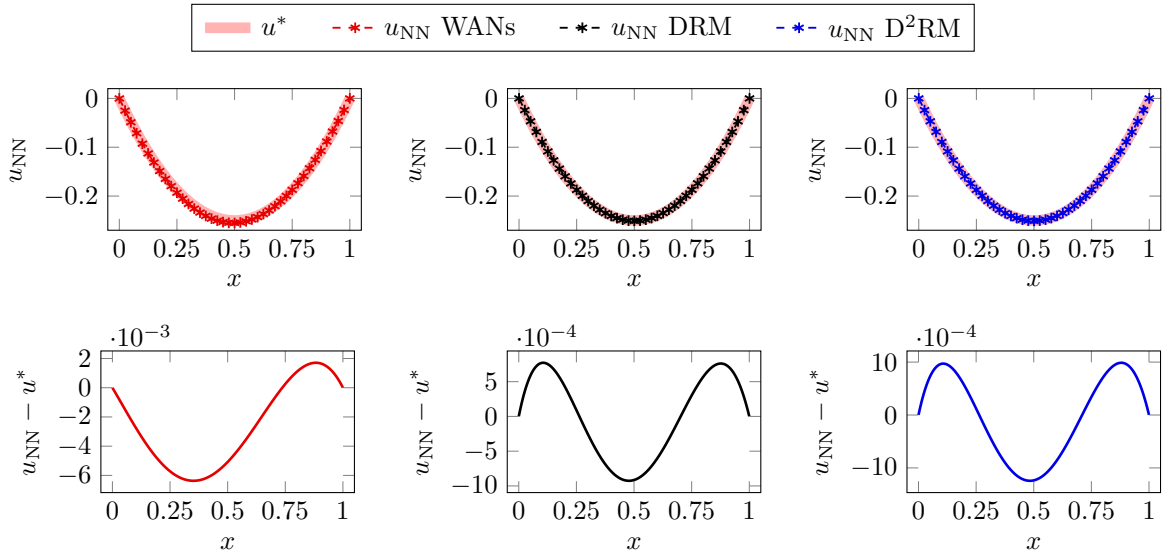 u* u_NN WANs u_NN DRM u_NN D²RM
0 0 0
−0.1 −0.1 −0.1
−0.2 −0.2 −0.2
u_NN u_NN u_NN
0 0.25 0.5 0.75 1 0 0.25 0.5 0.75 1 0 0.25 0.5 0.75 1
x x x
·10⁻³ ·10⁻⁴ ·10⁻⁴
2 5 10
0 0 0
−2 −5 −10
−4 −10
−6
u_NN − u* u_NN − u* u_NN − u*
0 0.25 0.5 0.75 1 0 0.25 0.5 0.75 1 0 0.25 0.5 0.75 1
x x x